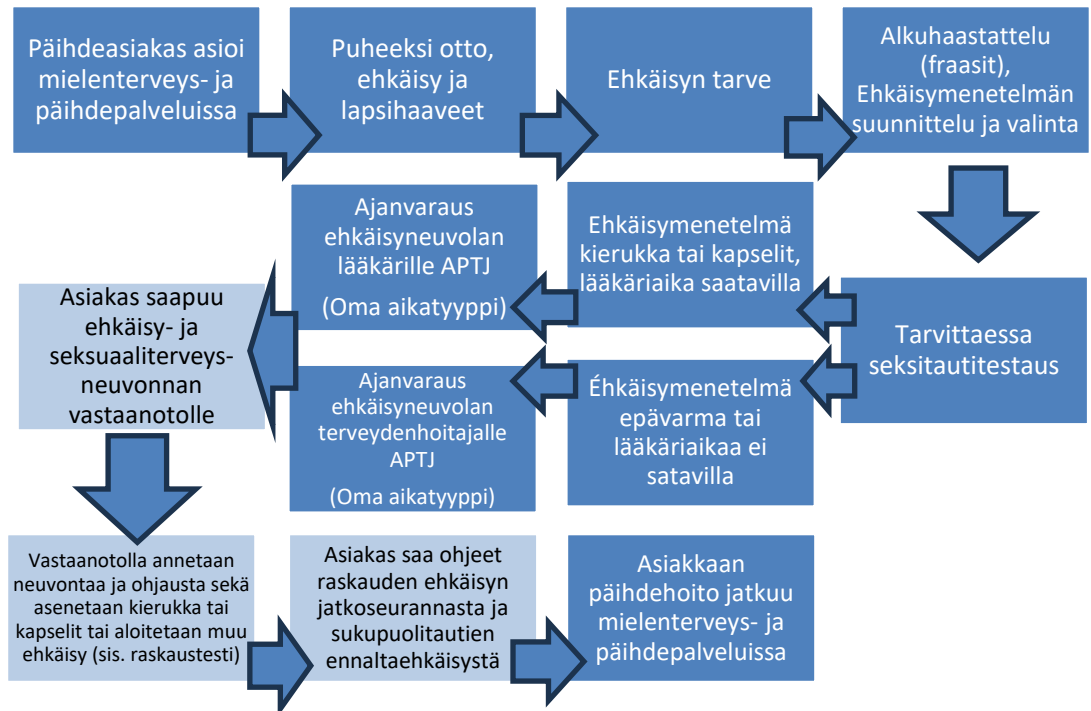 Päihdeasiakas asioi
mielenterveys- ja
päihdepalveluissa
Puheeksi otto,
ehkäisy ja
lapsihaaveet
Ehkäisyn tarve
Alkuhaastattelu
(fraasit),
Ehkäisymenetelmän
suunnittelu ja valinta
Tarvittaessa
seksitautitestaus
Ehkäisymenetelmä
kierukka tai kapselit,
lääkäriaika saatavilla
Ajanvaraus
ehkäisyneuvolan
lääkärille APTJ
(Oma aikatyyppi)
Éhkäisymenetelmä
epävarma tai
lääkäriaikaa ei
satavilla
Ajanvaraus
ehkäisyneuvolan
terveydenhoitajalle
APTJ
(Oma aikatyyppi)
Asiakas saapuu
ehkäisy- ja
seksuaaliterveys-
neuvonnan
vastaanotolle
Vastaanotolla annetaan
neuvontaa ja ohjausta sekä
asenetaan kierukka tai
kapselit tai aloitetaan muu
ehkäisy (sis. raskaustesti)
Asiakas saa ohjeet
raskauden ehkäisyn
jatkoseurannasta ja
sukupuolitautien
ennaltaehkäisystä
Asiakkaan
päihdehoito jatkuu
mielenterveys- ja
päihdepalveluissa